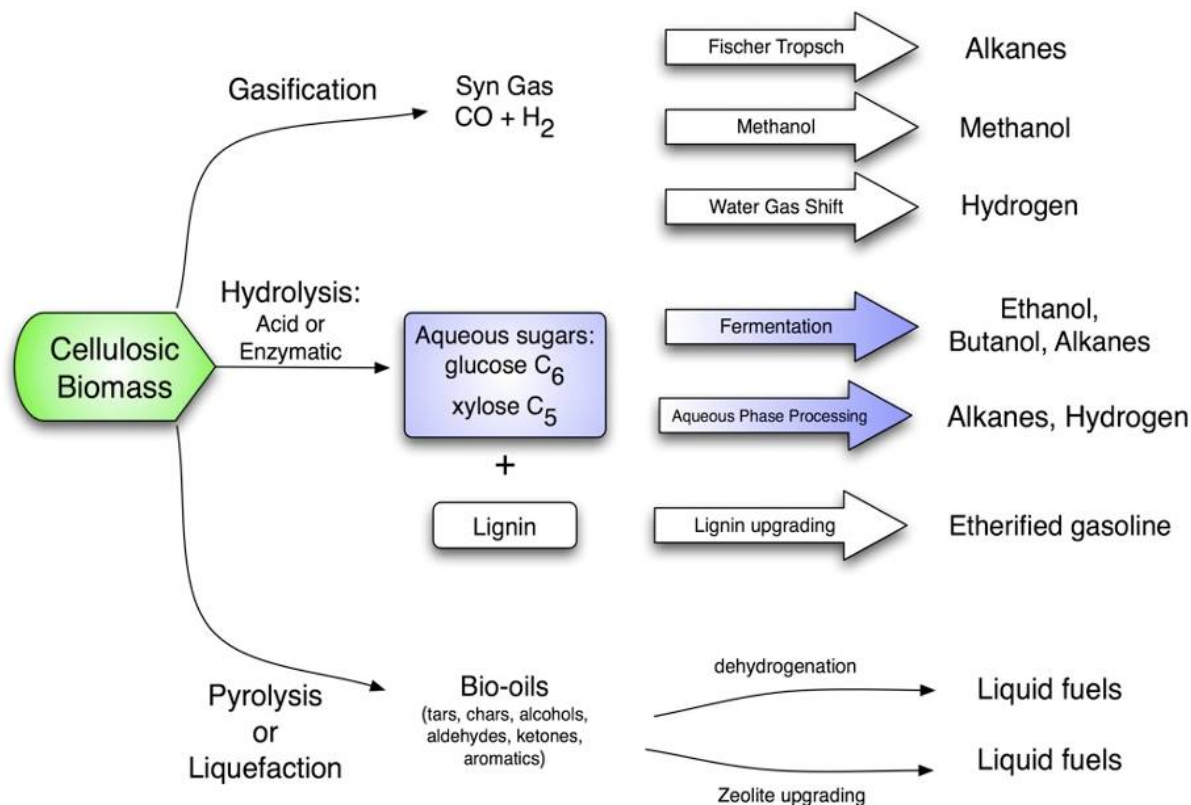 Cellulosic
Biomass
Gasification
Syn Gas
CO + H₂
Fischer Tropsch
Alkanes
Methanol
Methanol
Water Gas Shift
Hydrogen
Hydrolysis:
Acid or
Enzymatic
Aqueous sugars:
glucose C₆
xylose C₅
+
Lignin
Fermentation
Ethanol,
Butanol, Alkanes
Aqueous Phase Processing
Alkanes, Hydrogen
Lignin upgrading
Etherified gasoline
Pyrolysis
or
Liquefaction
Bio-oils
(tars, chars, alcohols,
aldehydes, ketones,
aromatics)
dehydrogenation
Liquid fuels
Zeolite upgrading
Liquid fuels